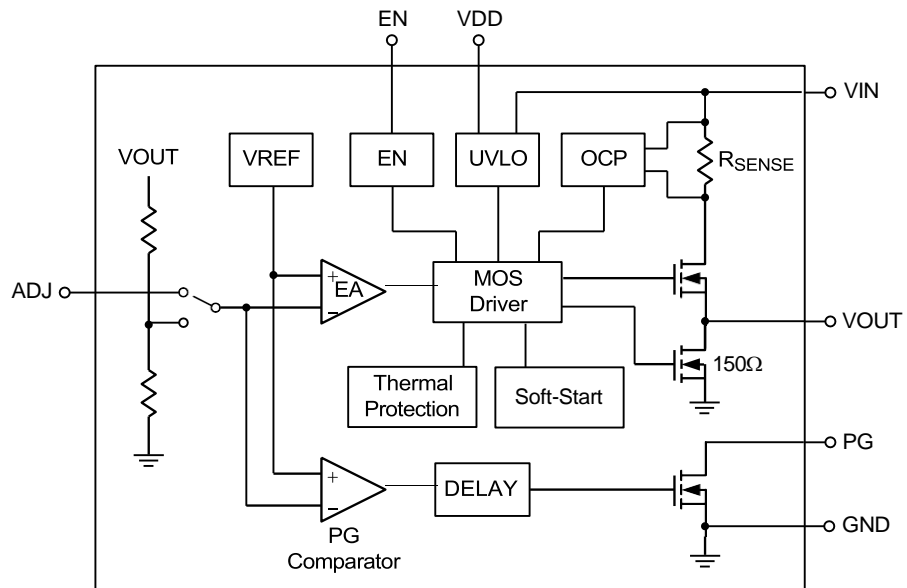 EN
VDD
VIN
VOUT
VREF
EN
UVLO
OCP
RSENSE
ADJ
+
EA
−
MOS
Driver
VOUT
150Ω
Thermal
Protection
Soft-Start
PG
+
−
DELAY
PG
Comparator
GND